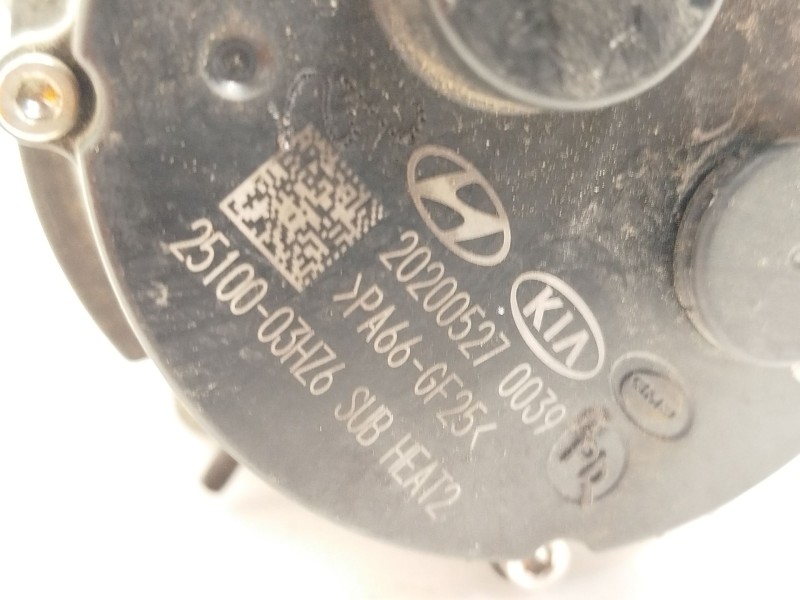 KIA
20200527 0039
>PA66-GF25<
25100-03HZ6 SUB HEAT2